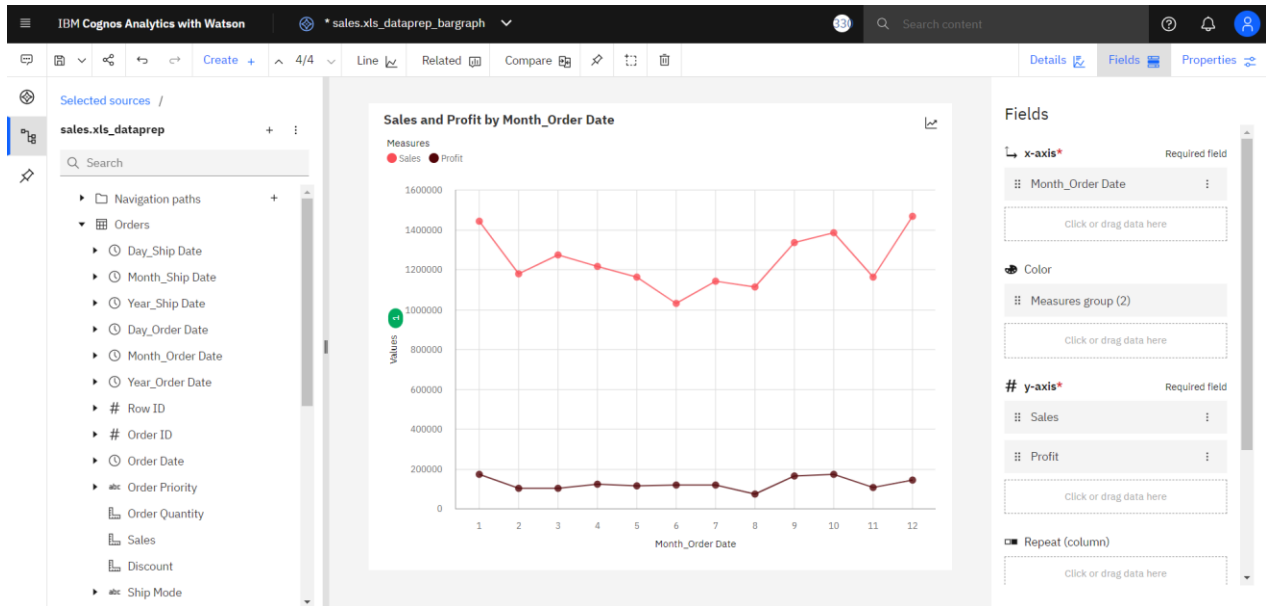 IBM Cognos Analytics with Watson
* sales.xls_dataprep_bargraph
330
Search content
Create +
4/4
Line
Related
Compare
Details
Fields
Properties
Selected sources /
sales.xls_dataprep
Search
Navigation paths
Orders
Day_Ship Date
Month_Ship Date
Year_Ship Date
Day_Order Date
Month_Order Date
Year_Order Date
# Row ID
# Order ID
Order Date
abc Order Priority
Order Quantity
Sales
Discount
abc Ship Mode
Sales and Profit by Month_Order Date
Measures
Sales Profit
1600000
1400000
1200000
1000000
800000
600000
400000
200000
0
Values
1 2 3 4 5 6 7 8 9 10 11 12
Month_Order Date
Fields
x-axis* Required field
Month_Order Date
Click or drag data here
Color
Measures group (2)
Click or drag data here
# y-axis* Required field
Sales
Profit
Click or drag data here
Repeat (column)
Click or drag data here